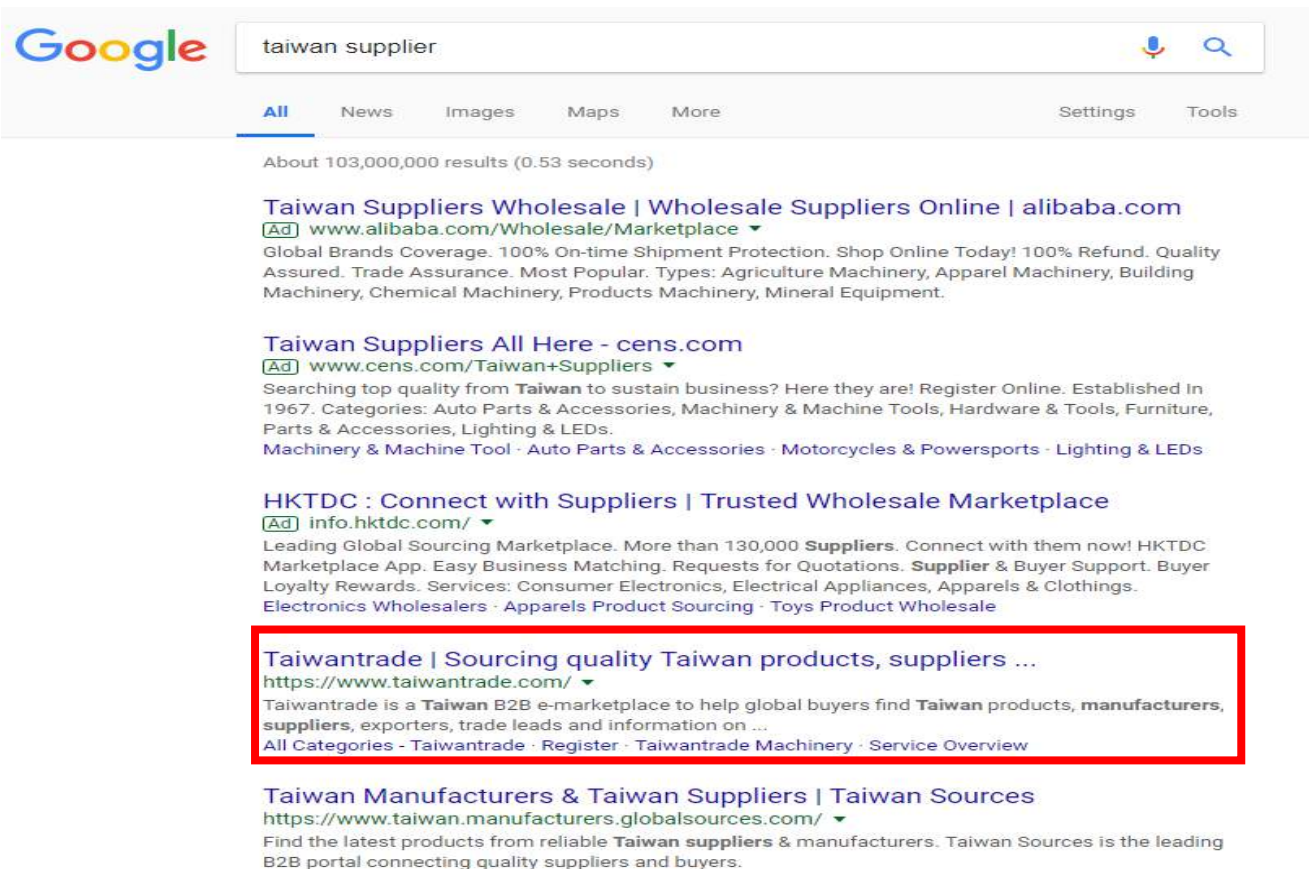 Google
taiwan supplier
All News Images Maps More Settings Tools
About 103,000,000 results (0.53 seconds)
Taiwan Suppliers Wholesale | Wholesale Suppliers Online | alibaba.com
Ad www.alibaba.com/Wholesale/Marketplace
Global Brands Coverage. 100% On-time Shipment Protection. Shop Online Today! 100% Refund. Quality
Assured. Trade Assurance. Most Popular. Types: Agriculture Machinery, Apparel Machinery, Building
Machinery, Chemical Machinery, Products Machinery, Mineral Equipment.
Taiwan Suppliers All Here - cens.com
Ad www.cens.com/Taiwan+Suppliers
Searching top quality from Taiwan to sustain business? Here they are! Register Online. Established In
1967. Categories: Auto Parts & Accessories, Machinery & Machine Tools, Hardware & Tools, Furniture,
Parts & Accessories, Lighting & LEDs.
Machinery & Machine Tool · Auto Parts & Accessories · Motorcycles & Powersports · Lighting & LEDs
HKTDC : Connect with Suppliers | Trusted Wholesale Marketplace
Ad info.hktdc.com/
Leading Global Sourcing Marketplace. More than 130,000 Suppliers. Connect with them now! HKTDC
Marketplace App. Easy Business Matching. Requests for Quotations. Supplier & Buyer Support. Buyer
Loyalty Rewards. Services: Consumer Electronics, Electrical Appliances, Apparels & Clothings.
Electronics Wholesalers · Apparels Product Sourcing · Toys Product Wholesale
Taiwantrade | Sourcing quality Taiwan products, suppliers ...
https://www.taiwantrade.com/
Taiwantrade is a Taiwan B2B e-marketplace to help global buyers find Taiwan products, manufacturers,
suppliers, exporters, trade leads and information on ...
All Categories - Taiwantrade · Register · Taiwantrade Machinery · Service Overview
Taiwan Manufacturers & Taiwan Suppliers | Taiwan Sources
https://www.taiwan.manufacturers.globalsources.com/
Find the latest products from reliable Taiwan suppliers & manufacturers. Taiwan Sources is the leading
B2B portal connecting quality suppliers and buyers.